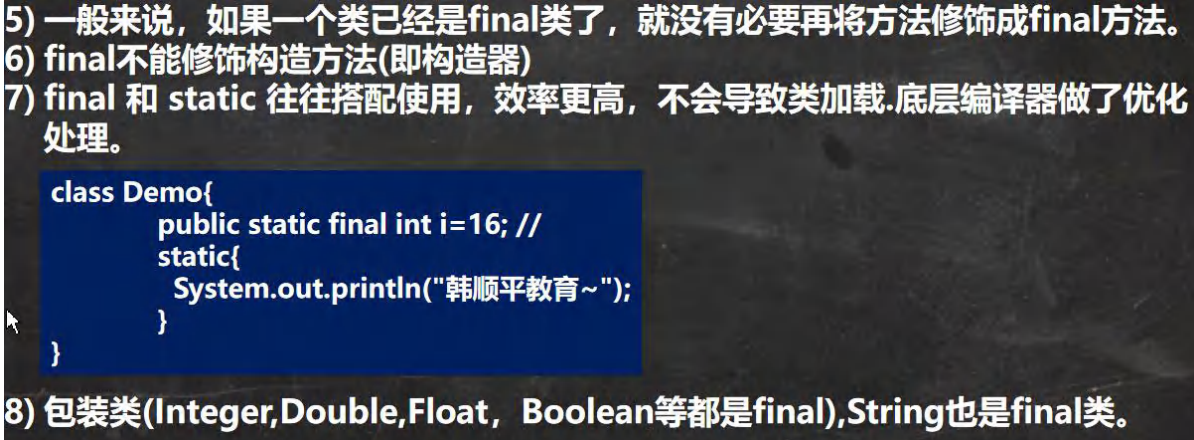 5) 一般来说，如果一个类已经是final类了，就没有必要再将方法修饰成final方法。
6) final不能修饰构造方法(即构造器)
7) final 和 static 往往搭配使用，效率更高，不会导致类加载.底层编译器做了优化
处理。
class Demo{
public static final int i=16; //
static{
System.out.println("韩顺平教育~");
}
}
8) 包装类(Integer,Double,Float，Boolean等都是final),String也是final类。